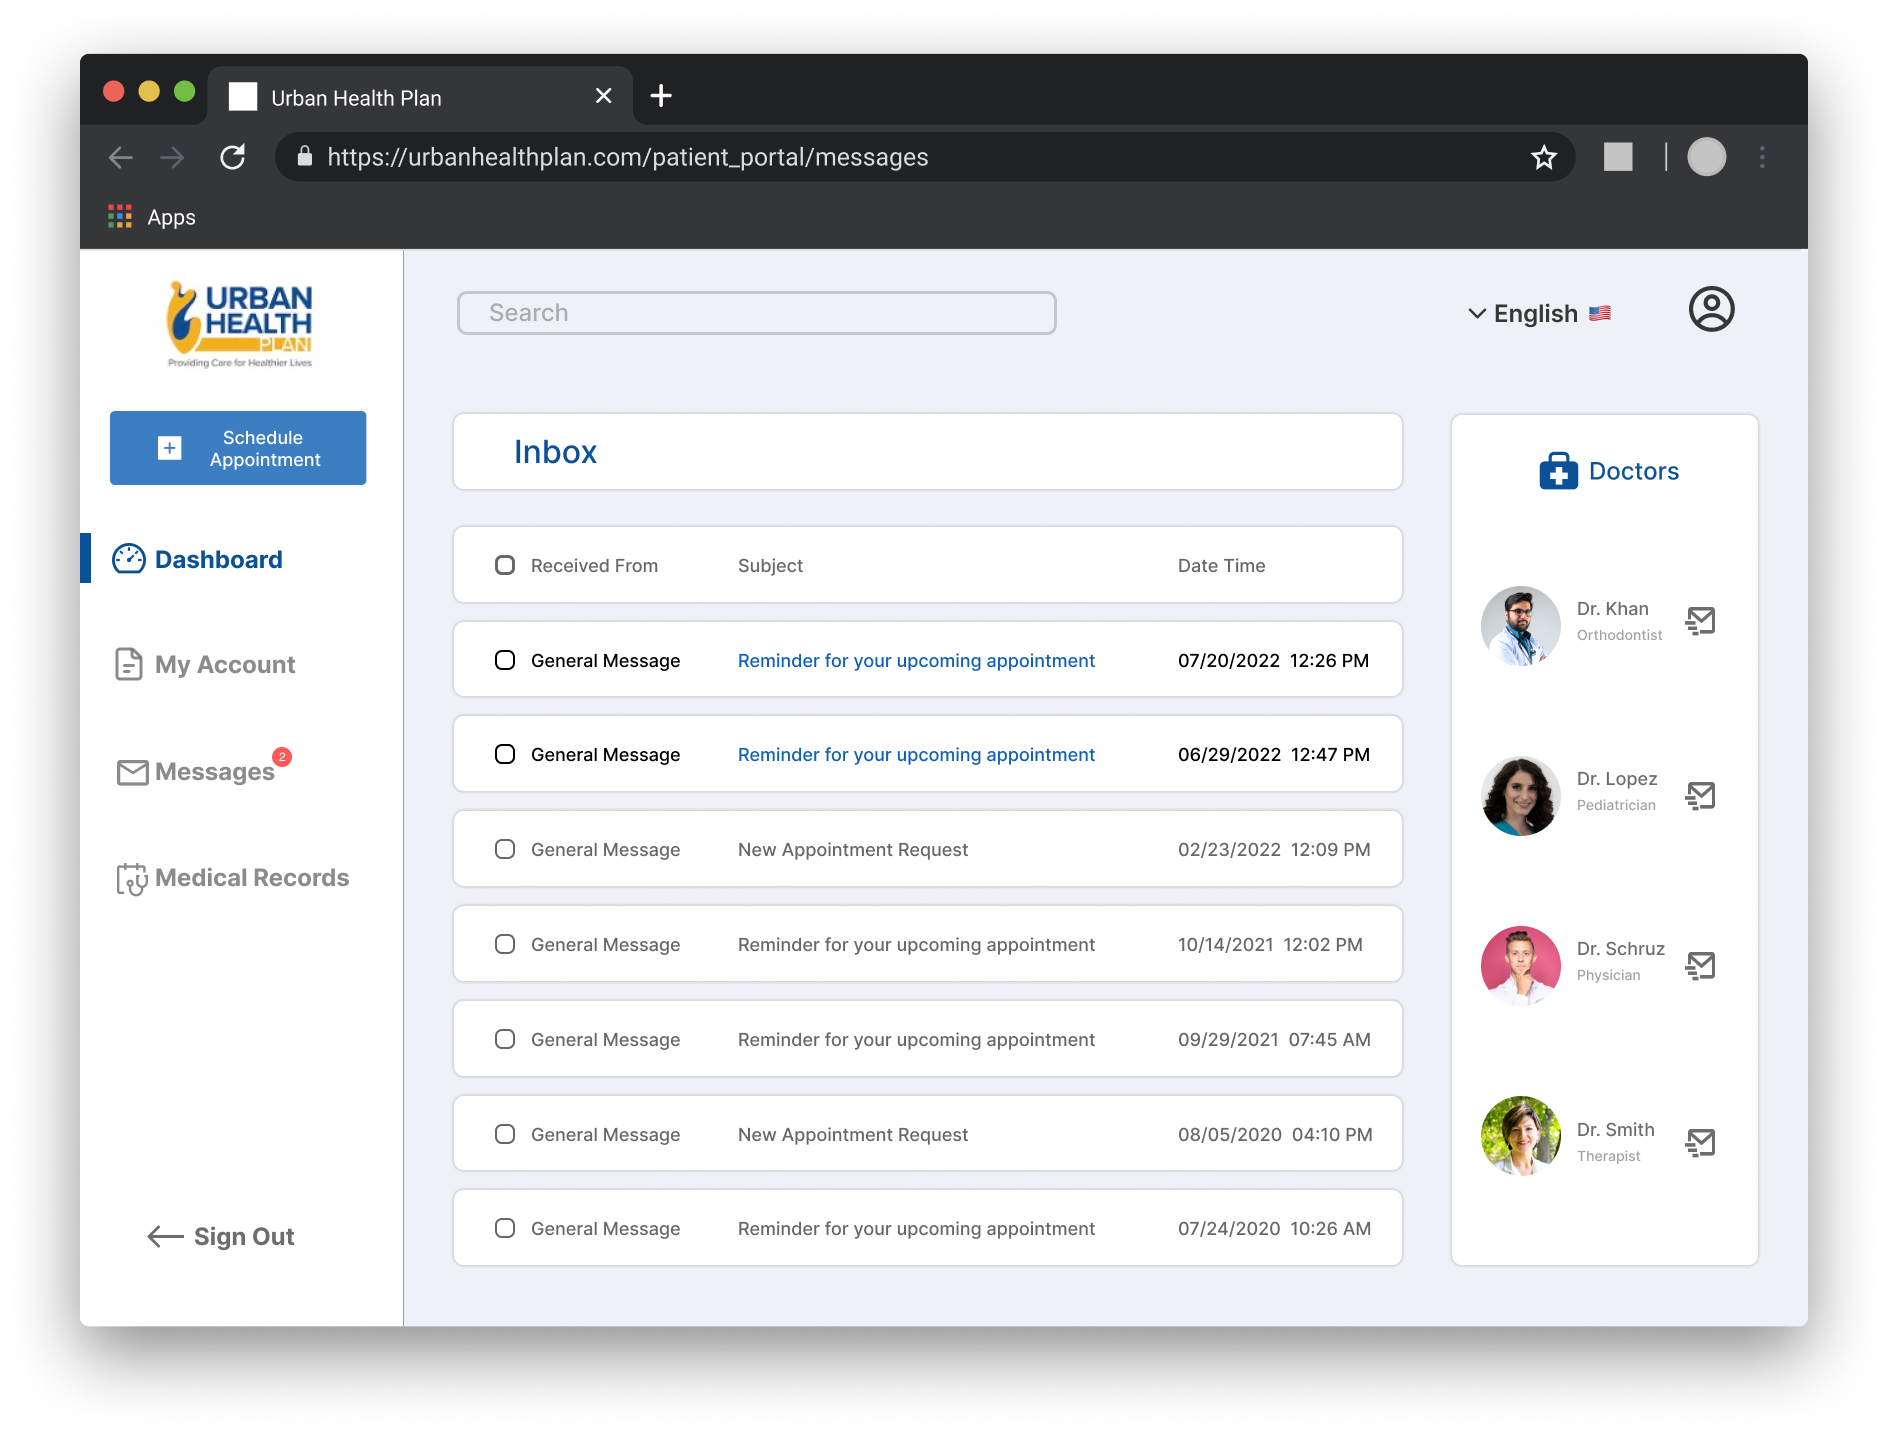 Urban Health Plan
https://urbanhealthplan.com/patient_portal/messages
Apps
URBAN
HEALTH
PLAN
Providing Care for Healthier Lives
Search
English
Schedule
Appointment
Dashboard
My Account
Messages 2
Medical Records
Sign Out
Inbox
Received From Subject Date Time
General Message Reminder for your upcoming appointment 07/20/2022 12:26 PM
General Message Reminder for your upcoming appointment 06/29/2022 12:47 PM
General Message New Appointment Request 02/23/2022 12:09 PM
General Message Reminder for your upcoming appointment 10/14/2021 12:02 PM
General Message Reminder for your upcoming appointment 09/29/2021 07:45 AM
General Message New Appointment Request 08/05/2020 04:10 PM
General Message Reminder for your upcoming appointment 07/24/2020 10:26 AM
Doctors
Dr. Khan
Orthodontist
Dr. Lopez
Pediatrician
Dr. Schruz
Physician
Dr. Smith
Therapist